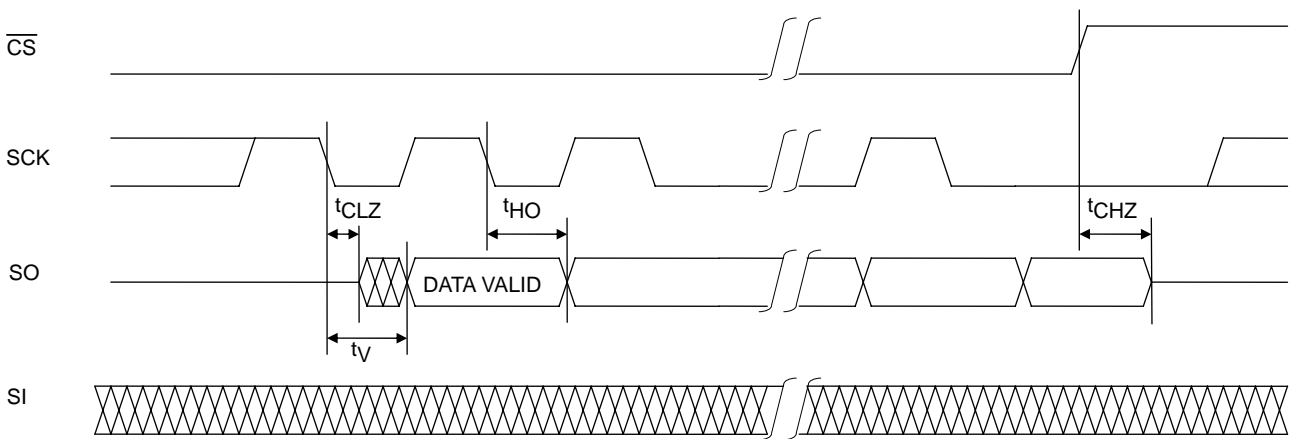 CS
SCK
tCLZ
tHO
tCHZ
SO
DATA VALID
tV
SI